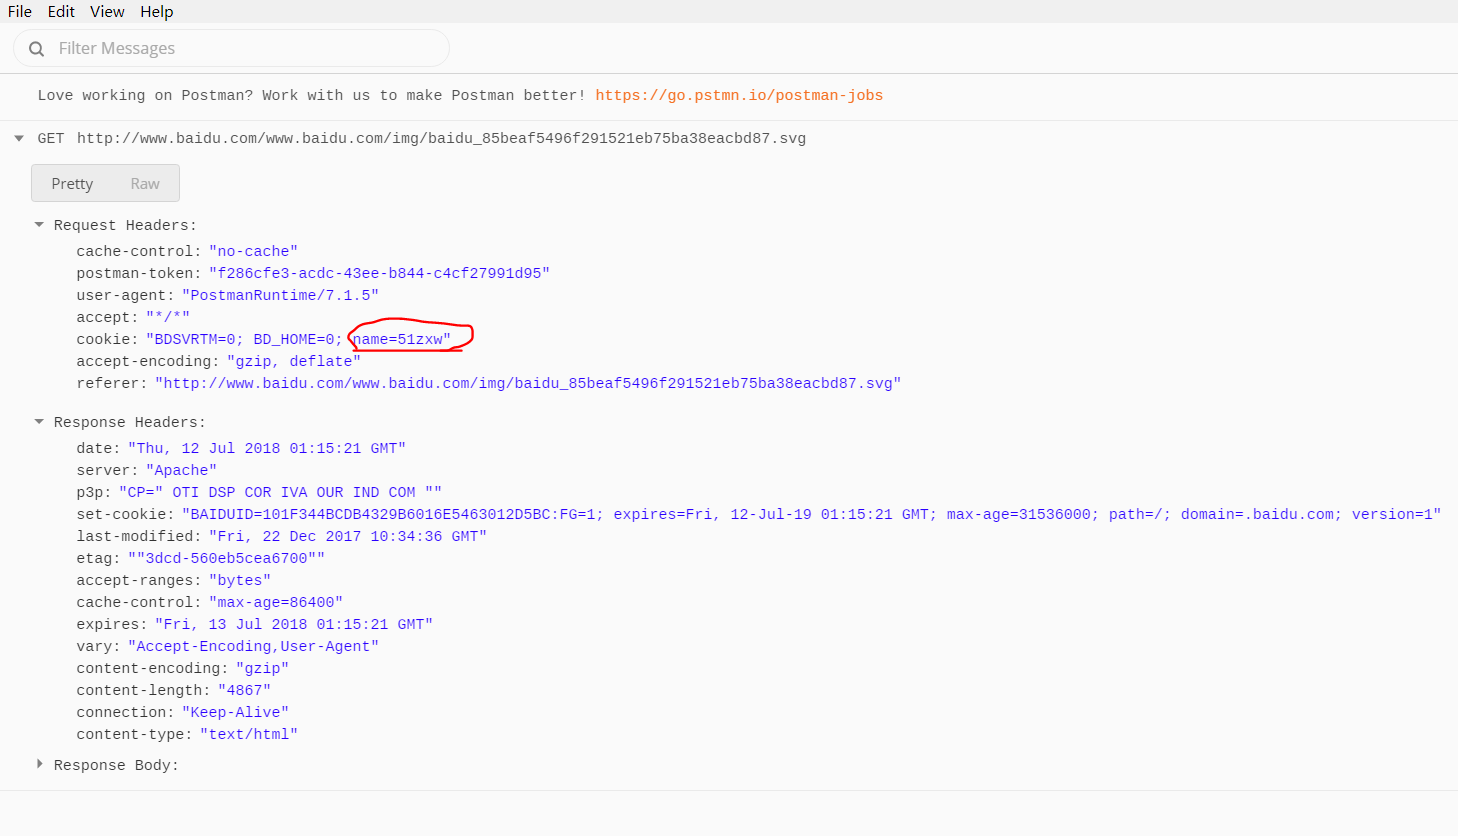 File Edit View Help
Filter Messages
Love working on Postman? Work with us to make Postman better! https://go.pstmn.io/postman-jobs
GET http://www.baidu.com/www.baidu.com/img/baidu_85beaf5496f291521eb75ba38eacbd87.svg
Pretty Raw
Request Headers:
cache-control: "no-cache"
postman-token: "f286cfe3-acdc-43ee-b844-c4cf27991d95"
user-agent: "PostmanRuntime/7.1.5"
accept: "*/*"
cookie: "BDSVRTM=0; BD_HOME=0; name=51zxw"
accept-encoding: "gzip, deflate"
referer: "http://www.baidu.com/www.baidu.com/img/baidu_85beaf5496f291521eb75ba38eacbd87.svg"
Response Headers:
date: "Thu, 12 Jul 2018 01:15:21 GMT"
server: "Apache"
p3p: "CP=" OTI DSP COR IVA OUR IND COM ""
set-cookie: "BAIDUID=101F344BCDB4329B6016E5463012D5BC:FG=1; expires=Fri, 12-Jul-19 01:15:21 GMT; max-age=31536000; path=/; domain=.baidu.com; version=1"
last-modified: "Fri, 22 Dec 2017 10:34:36 GMT"
etag: ""3dcd-560eb5cea6700""
accept-ranges: "bytes"
cache-control: "max-age=86400"
expires: "Fri, 13 Jul 2018 01:15:21 GMT"
vary: "Accept-Encoding,User-Agent"
content-encoding: "gzip"
content-length: "4867"
connection: "Keep-Alive"
content-type: "text/html"
Response Body: